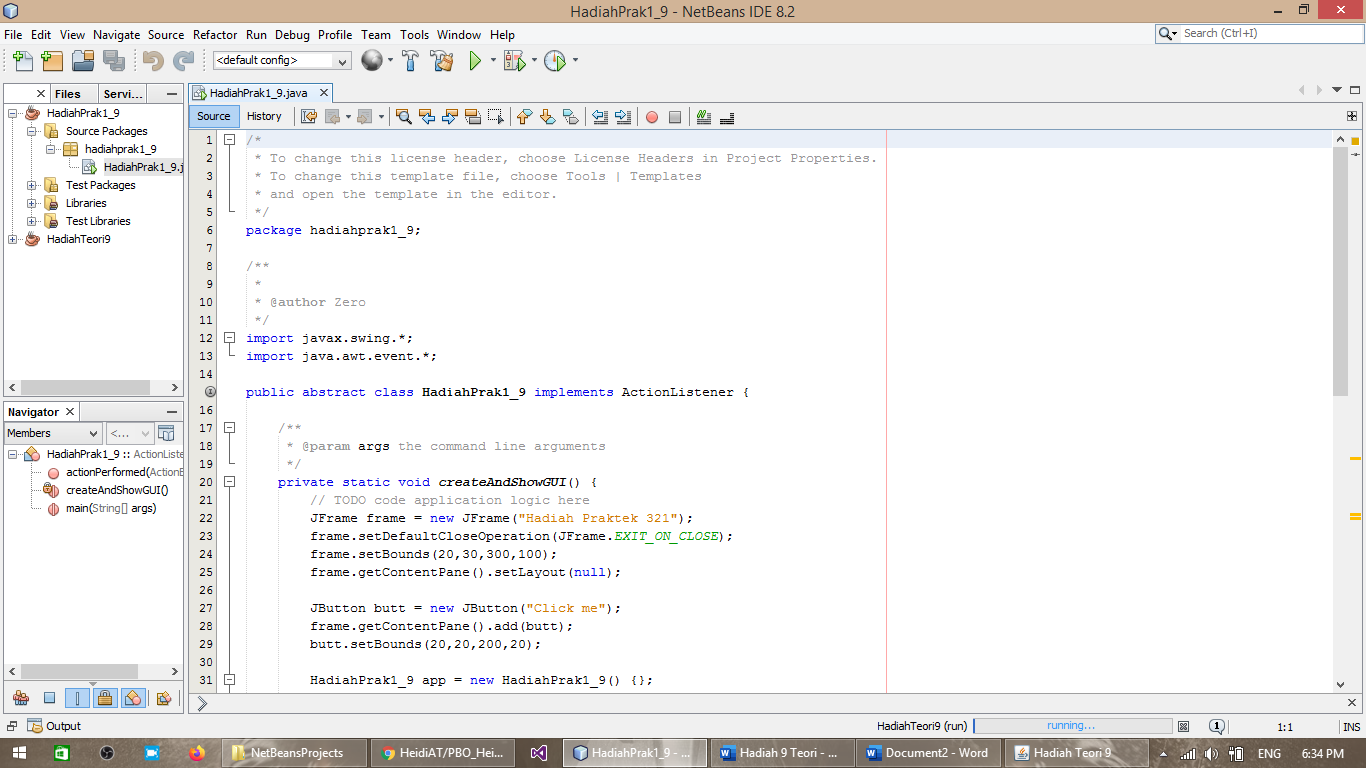 HadiahPrak1_9 - NetBeans IDE 8.2
File Edit View Navigate Source Refactor Run Debug Profile Team Tools Window Help
Search (Ctrl+I)
<default config>
Files Servi...
HadiahPrak1_9
Source Packages
hadiahprak1_9
HadiahPrak1_9.j
Test Packages
Libraries
Test Libraries
HadiahTeori9
Navigator
Members
<...
HadiahPrak1_9 :: ActionListe
actionPerformed(ActionE
createAndShowGUI()
main(String[] args)
HadiahPrak1_9.java
Source History
1 /*
2 * To change this license header, choose License Headers in Project Properties.
3 * To change this template file, choose Tools | Templates
4 * and open the template in the editor.
5 */
6 package hadiahprak1_9;
7
8 /**
9 *
10 * @author Zero
11 */
12 import javax.swing.*;
13 import java.awt.event.*;
14
public abstract class HadiahPrak1_9 implements ActionListener {
16
17 /**
18 * @param args the command line arguments
19 */
20 private static void createAndShowGUI() {
21 // TODO code application logic here
22 JFrame frame = new JFrame("Hadiah Praktek 321");
23 frame.setDefaultCloseOperation(JFrame.EXIT_ON_CLOSE);
24 frame.setBounds(20,30,300,100);
25 frame.getContentPane().setLayout(null);
26
27 JButton butt = new JButton("Click me");
28 frame.getContentPane().add(butt);
29 butt.setBounds(20,20,200,20);
30
31 HadiahPrak1_9 app = new HadiahPrak1_9() {};
Output
HadiahTeori9 (run) running... 1 1:1 INS
NetBeansProjects HeidiAT/PBO_Hei... HadiahPrak1_9 - ... Hadiah 9 Teori - ... Document2 - Word Hadiah Teori 9 ENG 6:34 PM